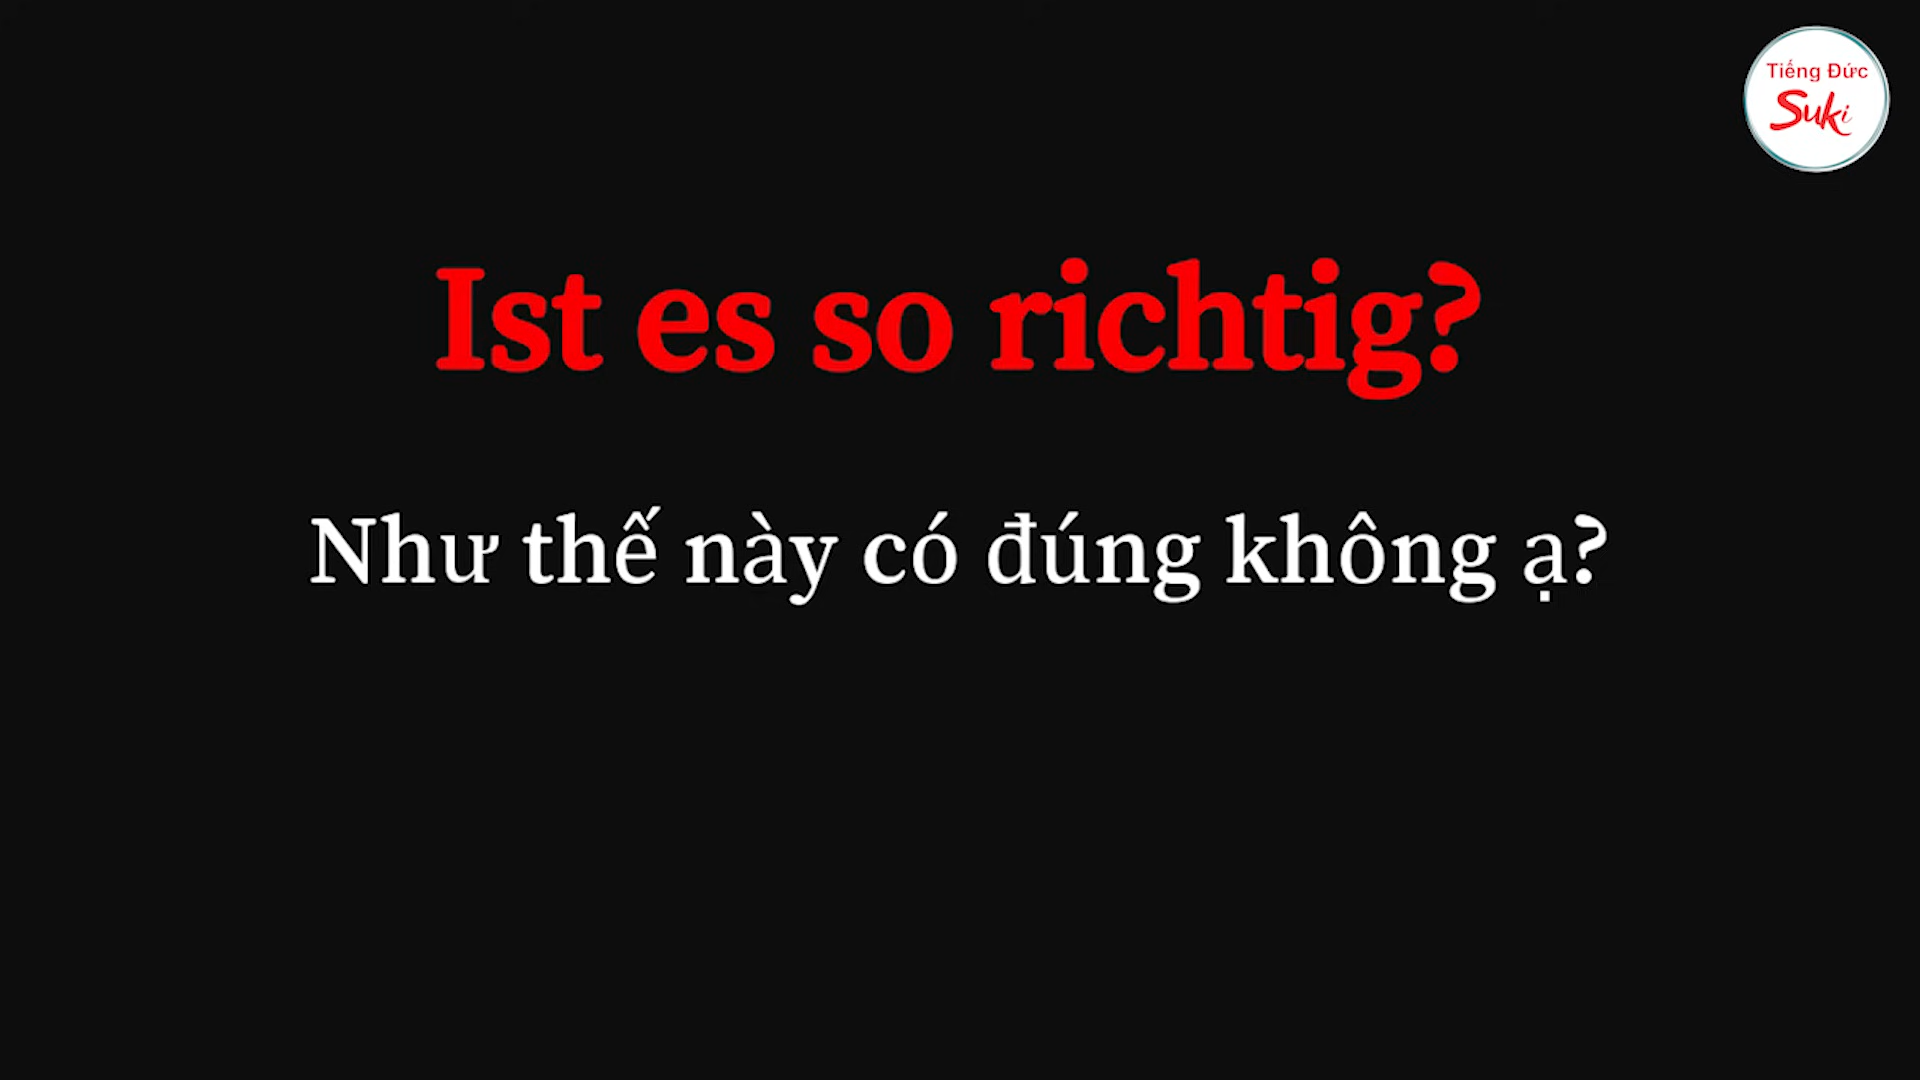 Tiếng Đức
Suki
Ist es so richtig?
Như thế này có đúng không ạ?